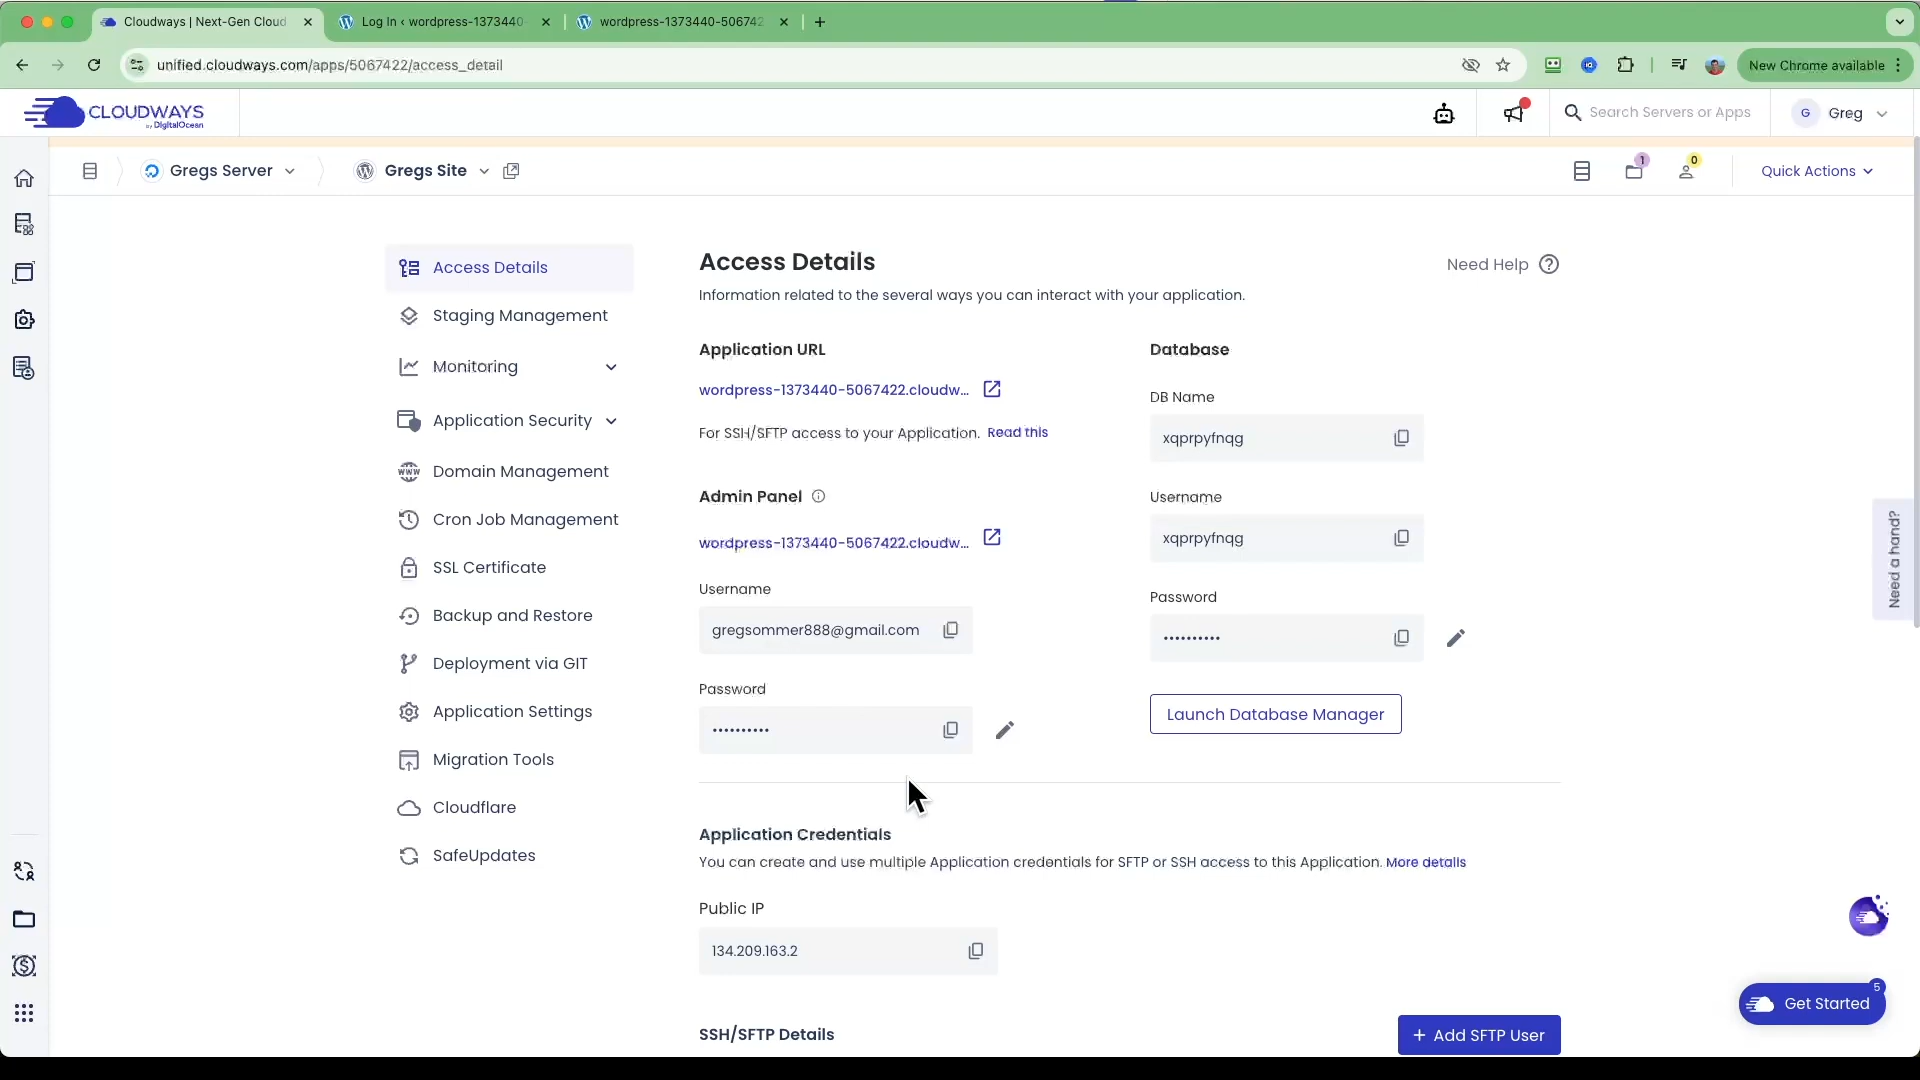 Cloudways | Next-Gen Cloud
Log In ‹ wordpress-1373440
wordpress-1373440-506742
unified.cloudways.com/apps/5067422/access_detail
New Chrome available
CLOUDWAYS
by DigitalOcean
Search Servers or Apps
G
Greg
Gregs Server
Gregs Site
1
0
Quick Actions
Access Details
Staging Management
Monitoring
Application Security
Domain Management
Cron Job Management
SSL Certificate
Backup and Restore
Deployment via GIT
Application Settings
Migration Tools
Cloudflare
SafeUpdates
Access Details
Need Help
Information related to the several ways you can interact with your application.
Application URL
wordpress-1373440-5067422.cloudw...
For SSH/SFTP access to your Application. Read this
Admin Panel
wordpress-1373440-5067422.cloudw...
Username
gregsommer888@gmail.com
Password
••••••••••
Database
DB Name
xqprpyfnqg
Username
xqprpyfnqg
Password
••••••••••
Launch Database Manager
Application Credentials
You can create and use multiple Application credentials for SFTP or SSH access to this Application. More details
Public IP
134.209.163.2
SSH/SFTP Details
+ Add SFTP User
Need a hand?
Get Started
5